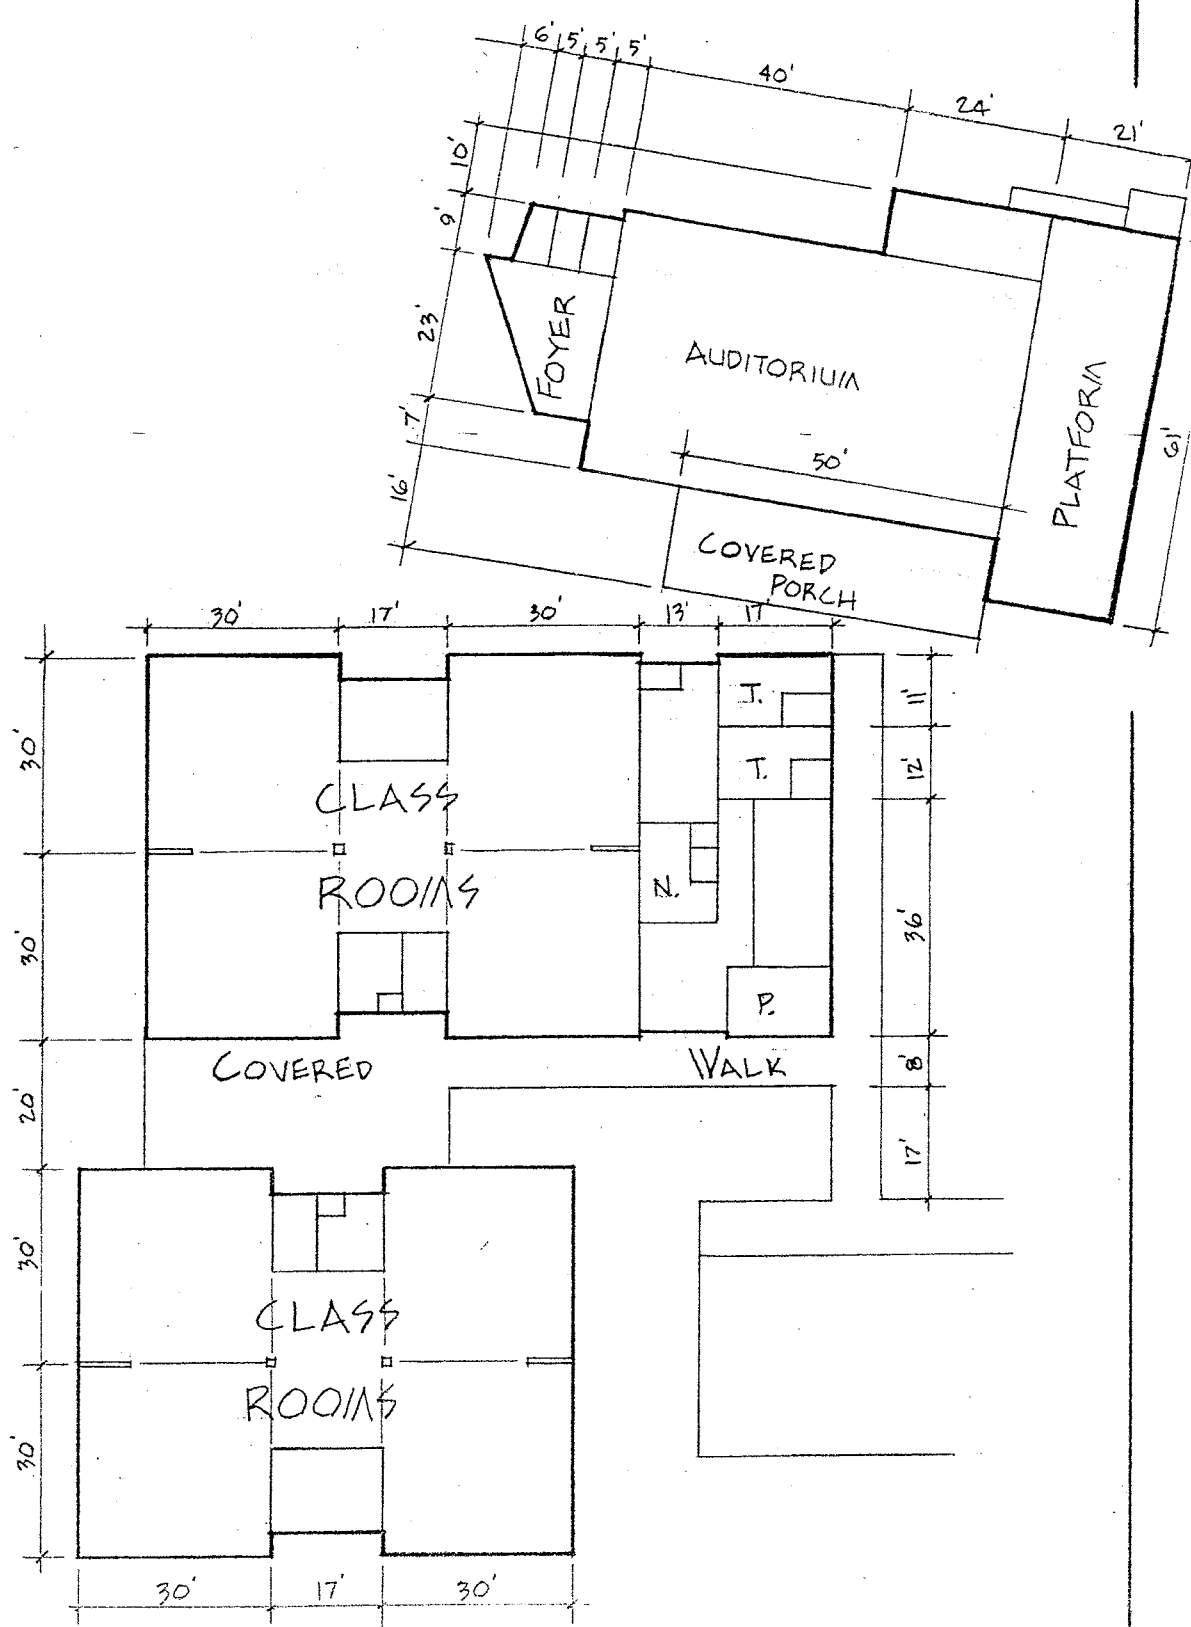 6' 5' 5' 5' 40' 24' 21'
10'
9'
23'
7'
16'
FOYER
AUDITORIUM
PLATFORM
61'
50'
COVERED
PORCH
30' 17' 30' 13' 17'
30'
30'
20'
30'
30'
CLASS
ROOMS
T.
T.
N.
P.
11'
12'
36'
8'
17'
COVERED WALK
CLASS
ROOMS
30' 17' 30'